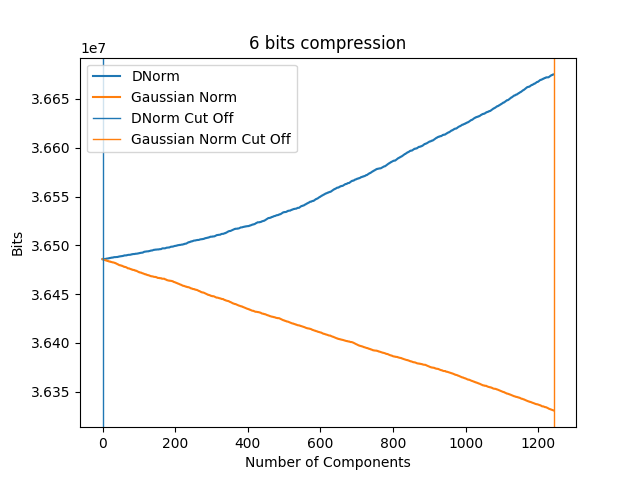 6 bits compression
1e7
DNorm
Gaussian Norm
DNorm Cut Off
Gaussian Norm Cut Off
3.665
3.660
3.655
3.650
3.645
3.640
3.635
Bits
0 200 400 600 800 1000 1200
Number of Components